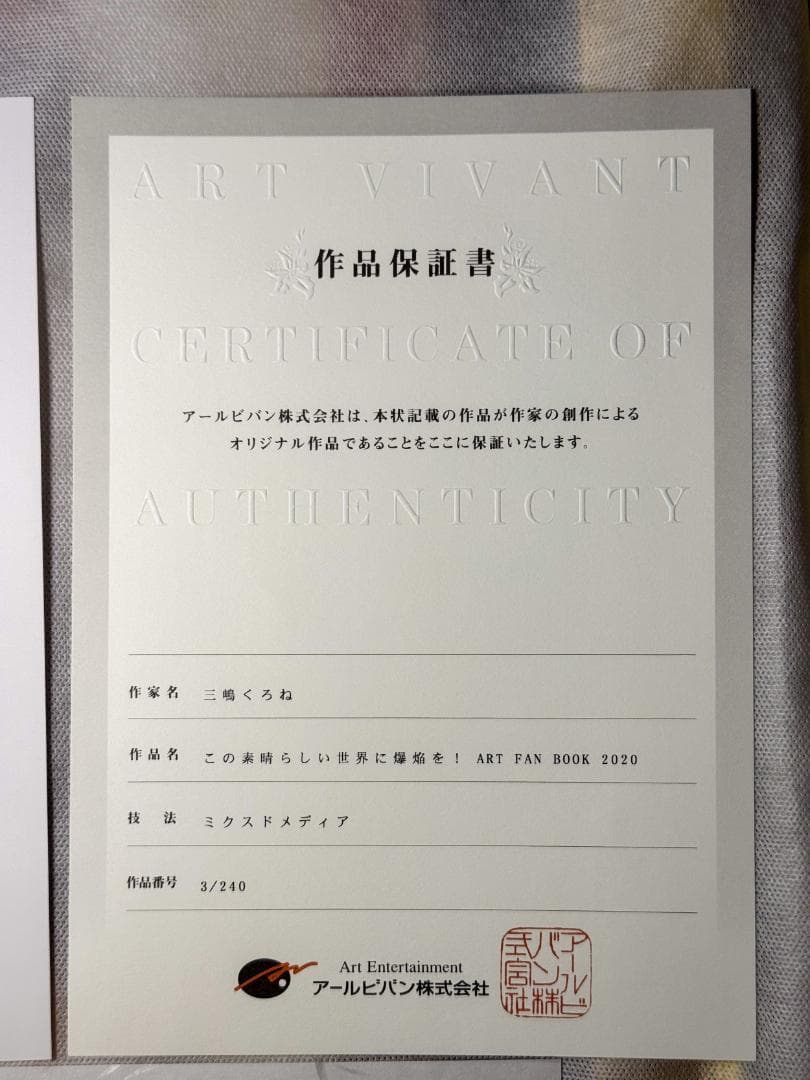 ART VIVANT
作品保証書
CERTIFICATE OF
アールビバン株式会社は、本状記載の作品が作家の創作による
オリジナル作品であることをここに保証いたします。
AUTHENTICITY
作家名 三嶋くろね
作品名 この素晴らしい世界に爆焔を! ART FAN BOOK 2020
技法 ミクスドメディア
作品番号 3/240
Art Entertainment
アールビバン株式会社
アールビ
バン株
式会社